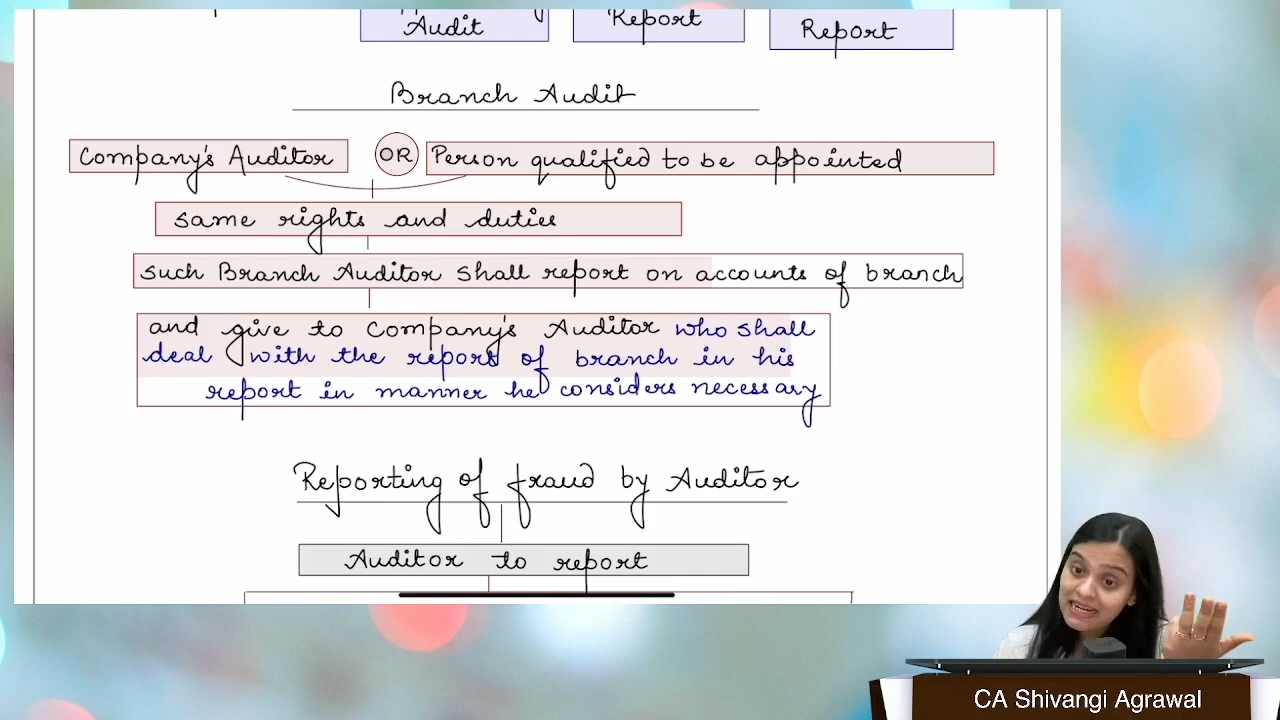 Audit
Report
Report
Branch Audit
Company's Auditor OR Person qualified to be appointed
same rights and duties
such Branch Auditor shall report on accounts of branch
and give to Company's Auditor who shall
deal with the report of branch in his
report in manner he considers necessary
Reporting of fraud by Auditor
Auditor to report
CA Shivangi Agrawal